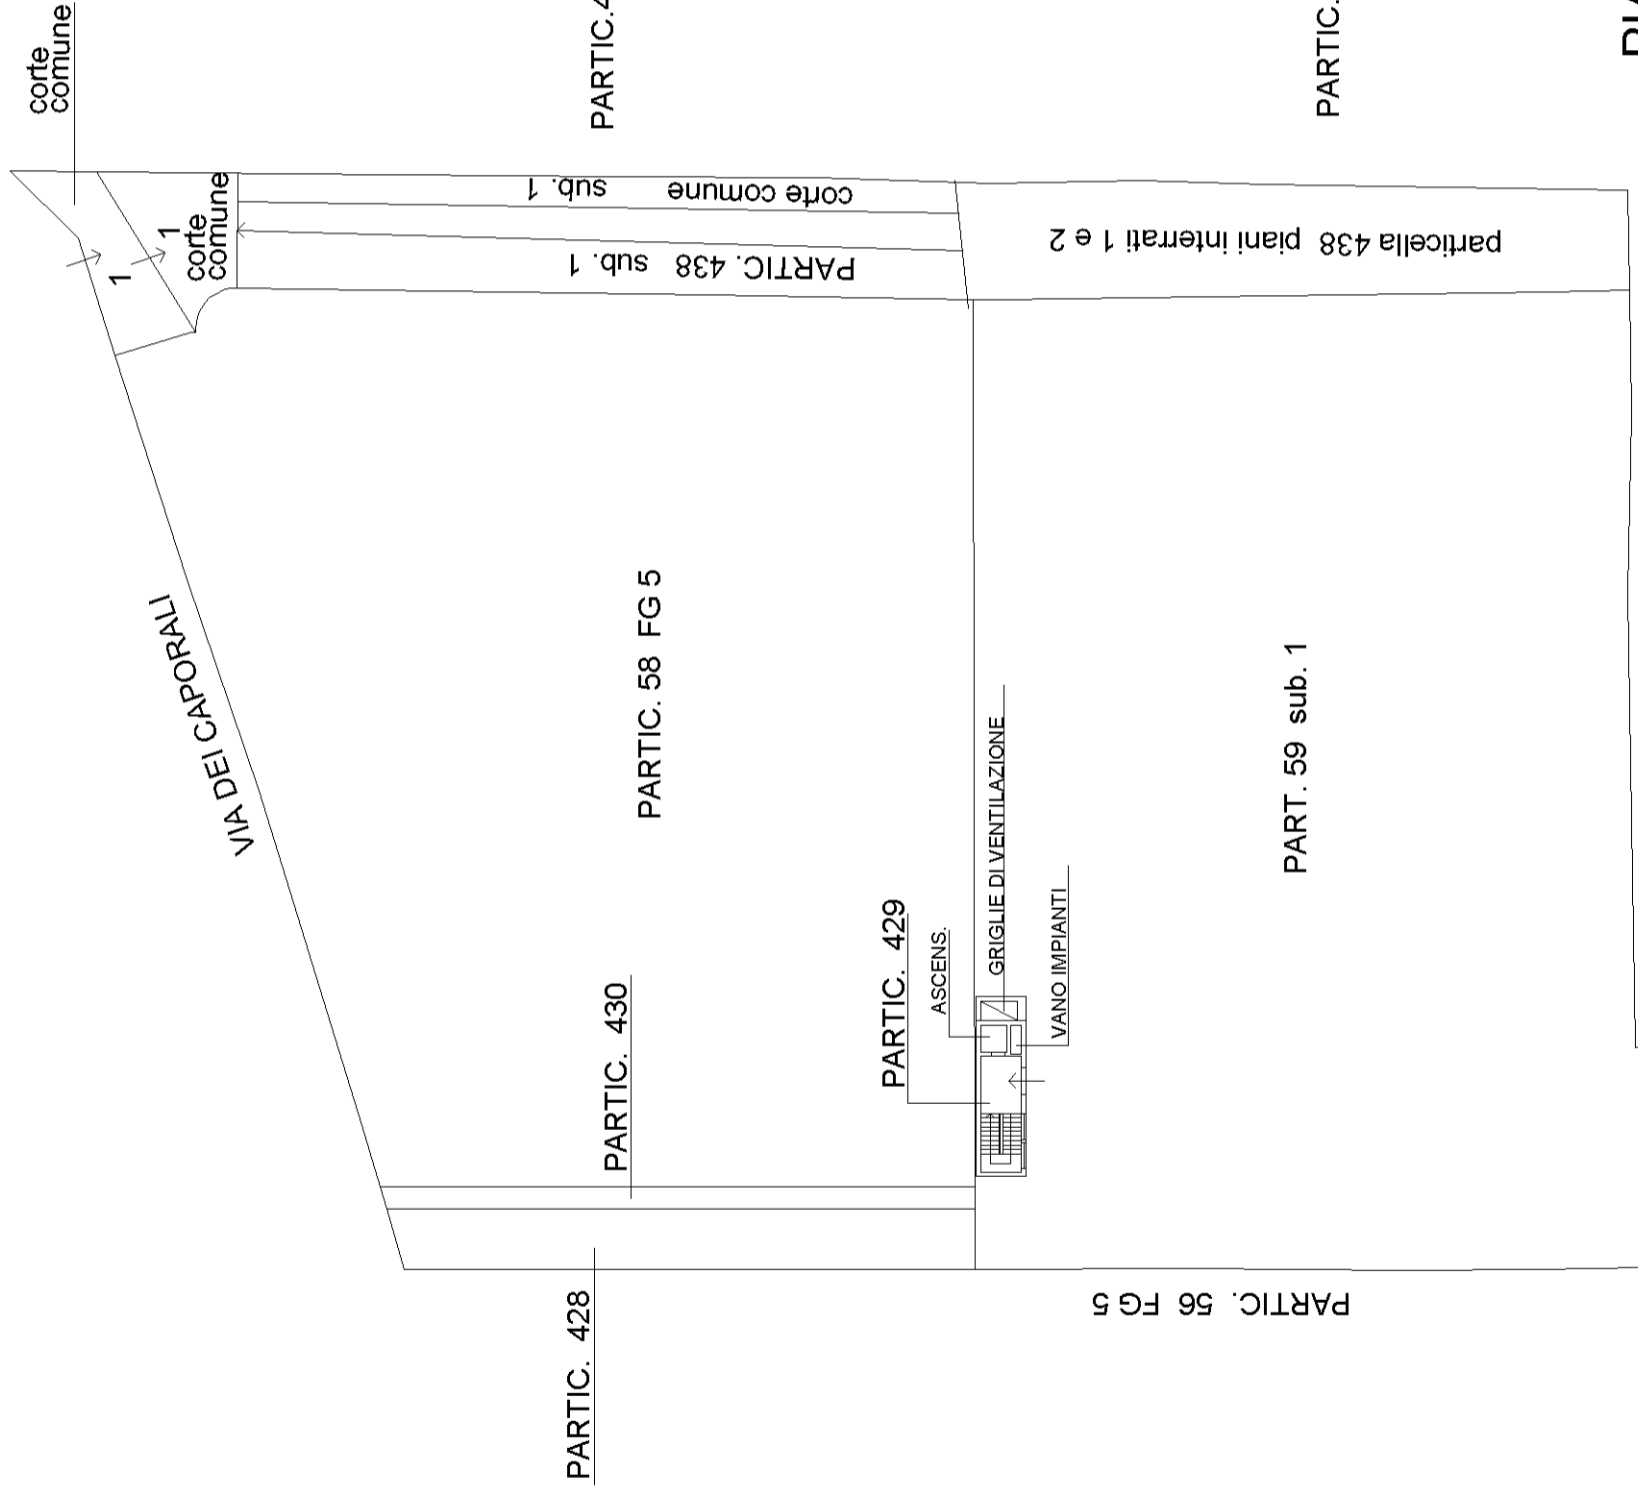 corte
comune
PARTIC.4
PARTIC.
1
1
corte
comune
corte comune sub. 1
PARTIC. 438 sub. 1
particella 438 piani interrati 1 e 2
VIA DEI CAPORALI
PARTIC. 58 FG 5
PART. 59 sub. 1
GRIGLIE DI VENTILAZIONE
VANO IMPIANTI
ASCENS.
PARTIC. 429
PARTIC. 430
PARTIC. 428
PARTIC. 56 FG 5